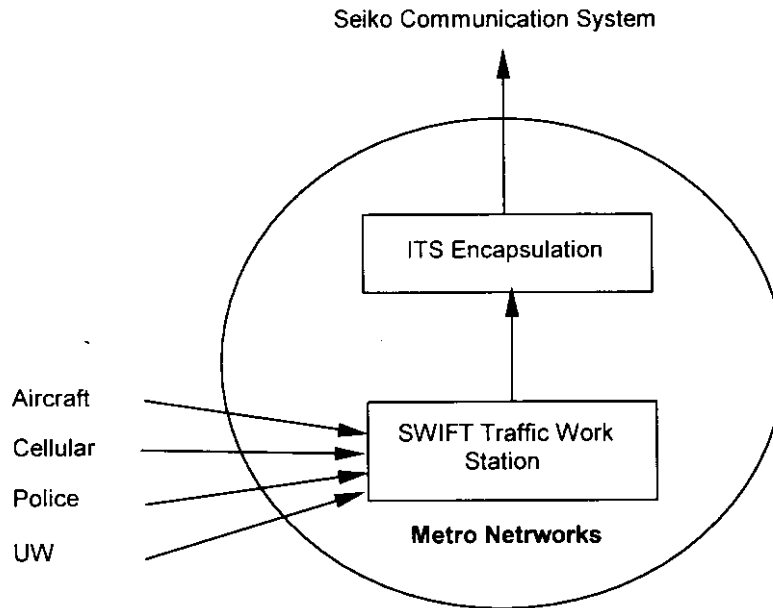 Seiko Communication System
ITS Encapsulation
Aircraft
Cellular
Police
UW
SWIFT Traffic Work
Station
Metro Netrworks